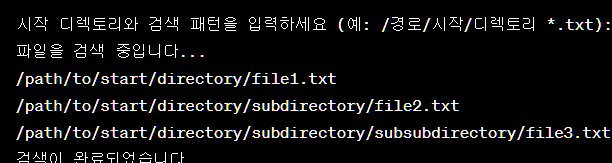 시작 디렉토리와 검색 패턴을 입력하세요 (예: /경로/시작/디렉토리 *.txt):
파일을 검색 중입니다...
/path/to/start/directory/file1.txt
/path/to/start/directory/subdirectory/file2.txt
/path/to/start/directory/subdirectory/subsubdirectory/file3.txt
검색이 완료되었습니다